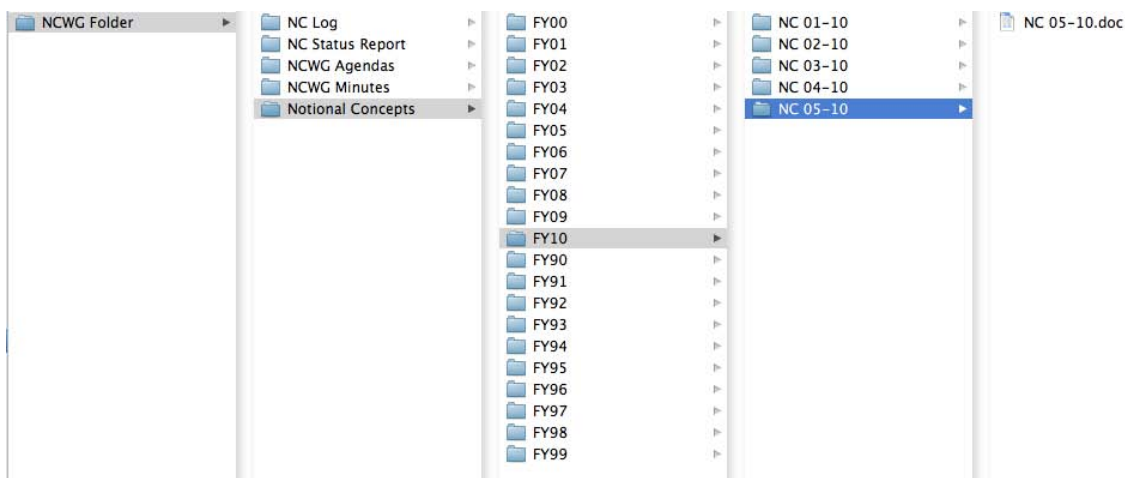 NCWG Folder
NC Log
NC Status Report
NCWG Agendas
NCWG Minutes
Notional Concepts
FY00
FY01
FY02
FY03
FY04
FY05
FY06
FY07
FY08
FY09
FY10
FY90
FY91
FY92
FY93
FY94
FY95
FY96
FY97
FY98
FY99
NC 01-10
NC 02-10
NC 03-10
NC 04-10
NC 05-10
NC 05-10.doc